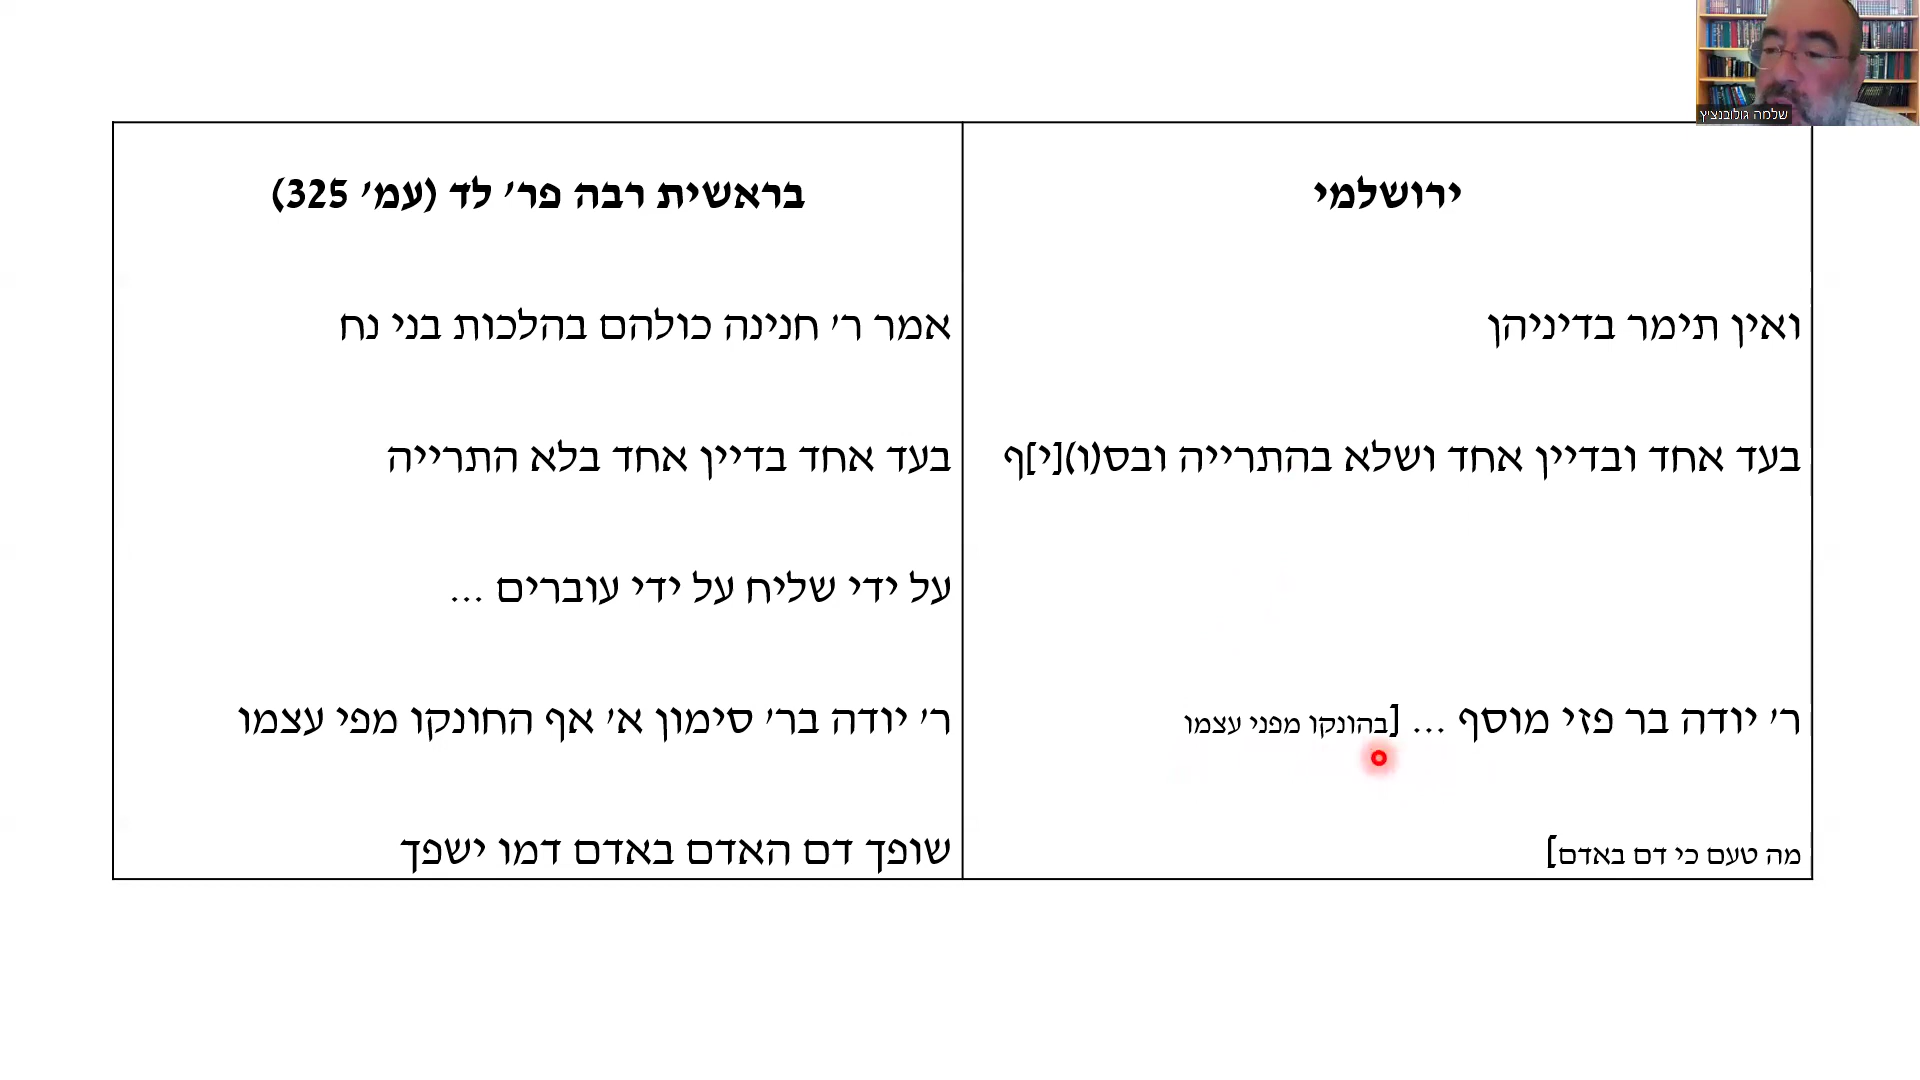 שלמה גולובנציץ
ירושלמי
ואין תימר בדיניהן
בעד אחד ובדיין אחד ושלא בהתרייה ובס(ו)[י]ף
ר׳ יודה בר פזי מוסף ... [בהונקו מפני עצמו
מה טעם כי דם באדם]
בראשית רבה פר׳ לד (עמ׳ 325)
אמר ר׳ חנינה כולהם בהלכות בני נח
בעד אחד בדיין אחד בלא התרייה
על ידי שליח על ידי עוברים ...
ר׳ יודה בר׳ סימון א׳ אף החונקו מפי עצמו
שופך דם האדם באדם דמו ישפך